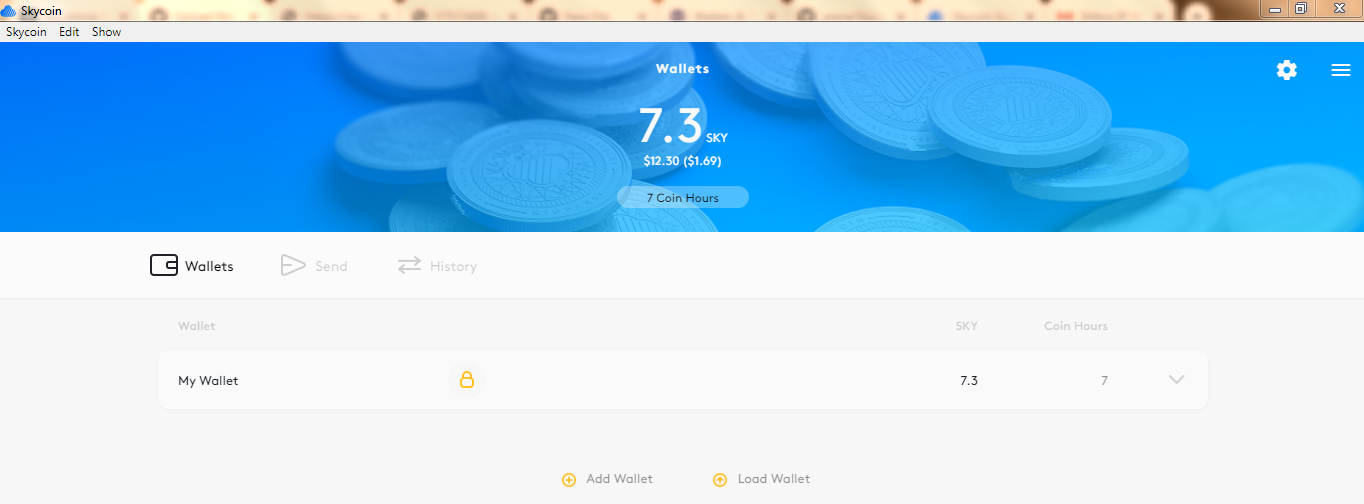 Skycoin
Skycoin Edit Show
Wallets
7.3 SKY
$12.30 ($1.69)
7 Coin Hours
Wallets Send History
Wallet SKY Coin Hours
My Wallet 7.3 7
Add Wallet Load Wallet